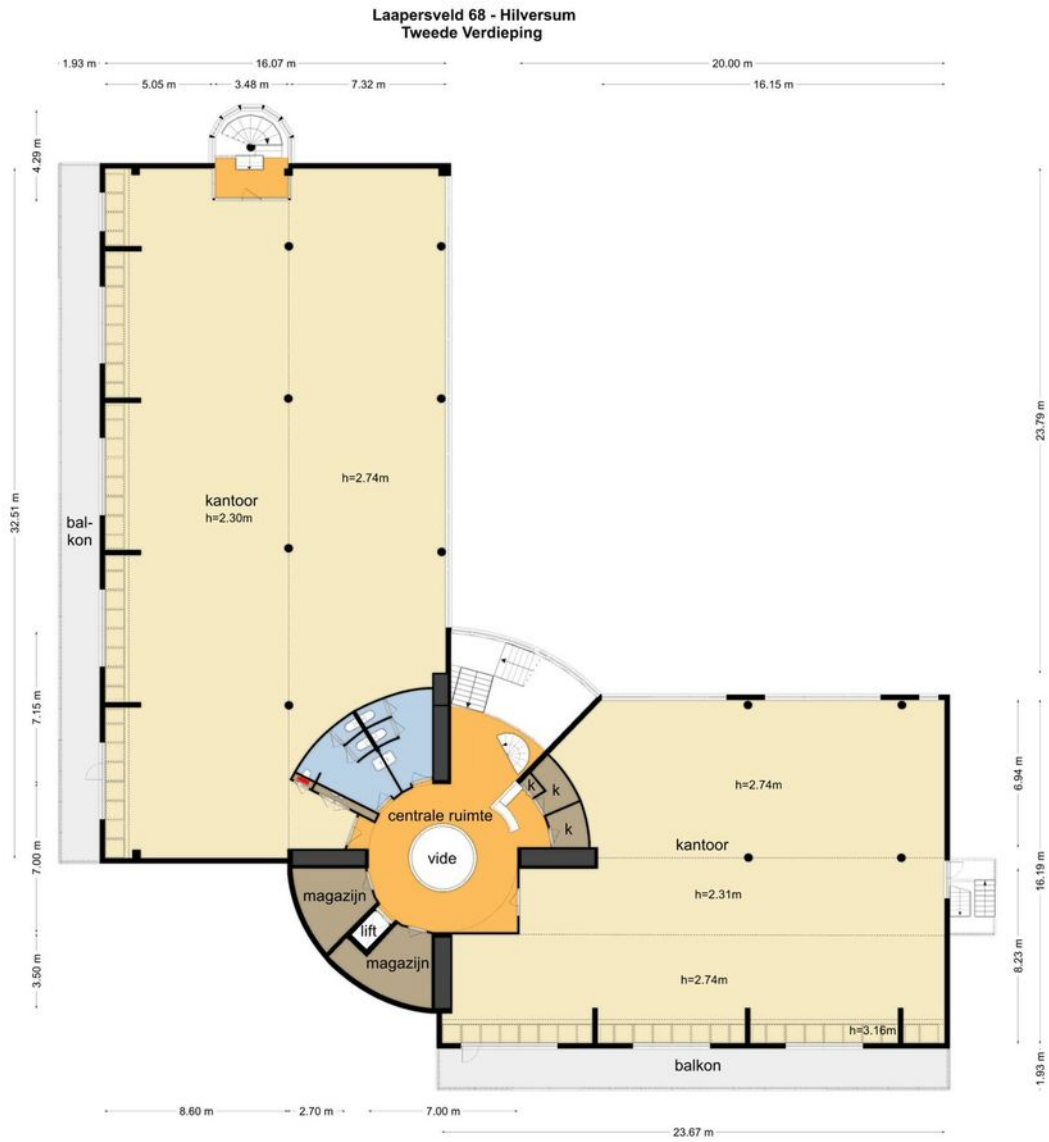 Laapersveld 68 - Hilversum
Tweede Verdieping
1.93 m
16.07 m
20.00 m
5.05 m
3.48 m
7.32 m
16.15 m
4.29 m
32.51 m
23.79 m
h=2.74m
kantoor
h=2.30m
bal-
kon
7.15 m
6.94 m
h=2.74m
k
k
k
centrale ruimte
kantoor
vide
7.00 m
16.19 m
magazijn
h=2.31m
lift
magazijn
8.23 m
3.50 m
h=2.74m
h=3.16m
balkon
1.93 m
8.60 m
2.70 m
7.00 m
23.67 m